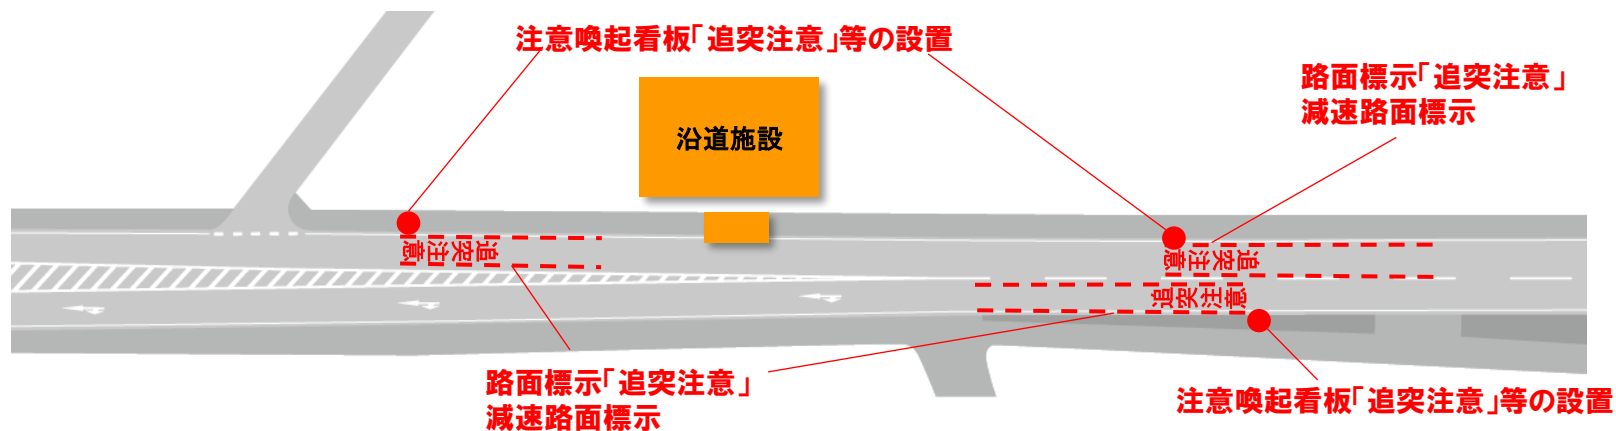 注意喚起看板「追突注意」等の設置
路面標示「追突注意」
減速路面標示
沿道施設
追突注意
追突注意
追突注意
路面標示「追突注意」
減速路面標示
注意喚起看板「追突注意」等の設置